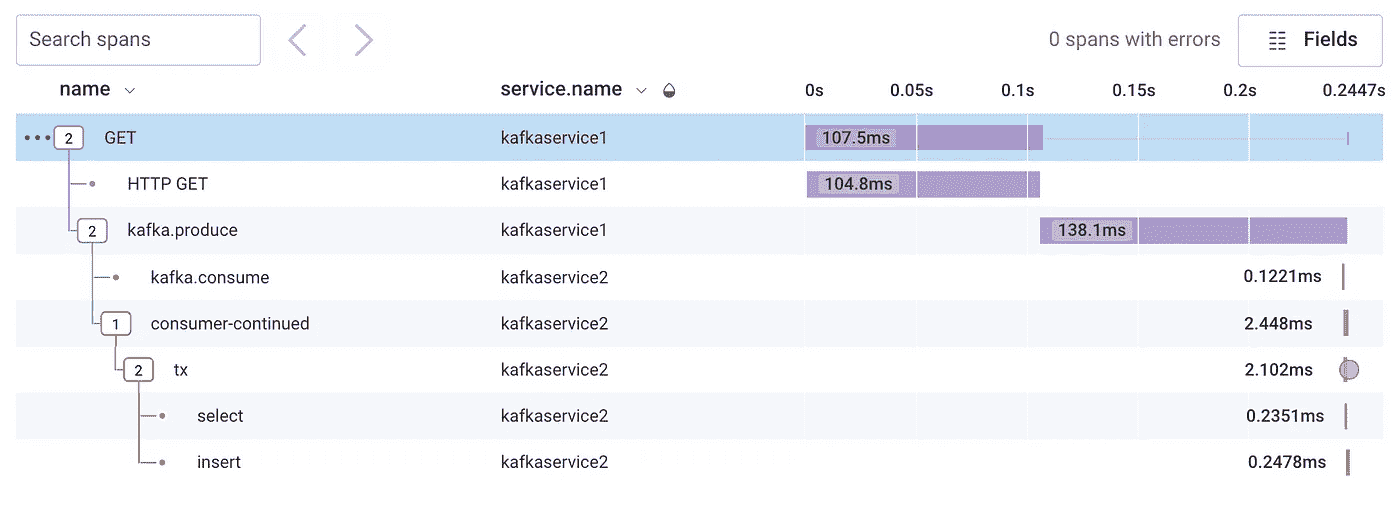 Search spans
0 spans with errors
Fields
name service.name 0s 0.05s 0.1s 0.15s 0.2s 0.2447s
2 GET kafkaservice1 107.5ms
HTTP GET kafkaservice1 104.8ms
2 kafka.produce kafkaservice1 138.1ms
kafka.consume kafkaservice2 0.1221ms
1 consumer-continued kafkaservice2 2.448ms
2 tx kafkaservice2 2.102ms
select kafkaservice2 0.2351ms
insert kafkaservice2 0.2478ms